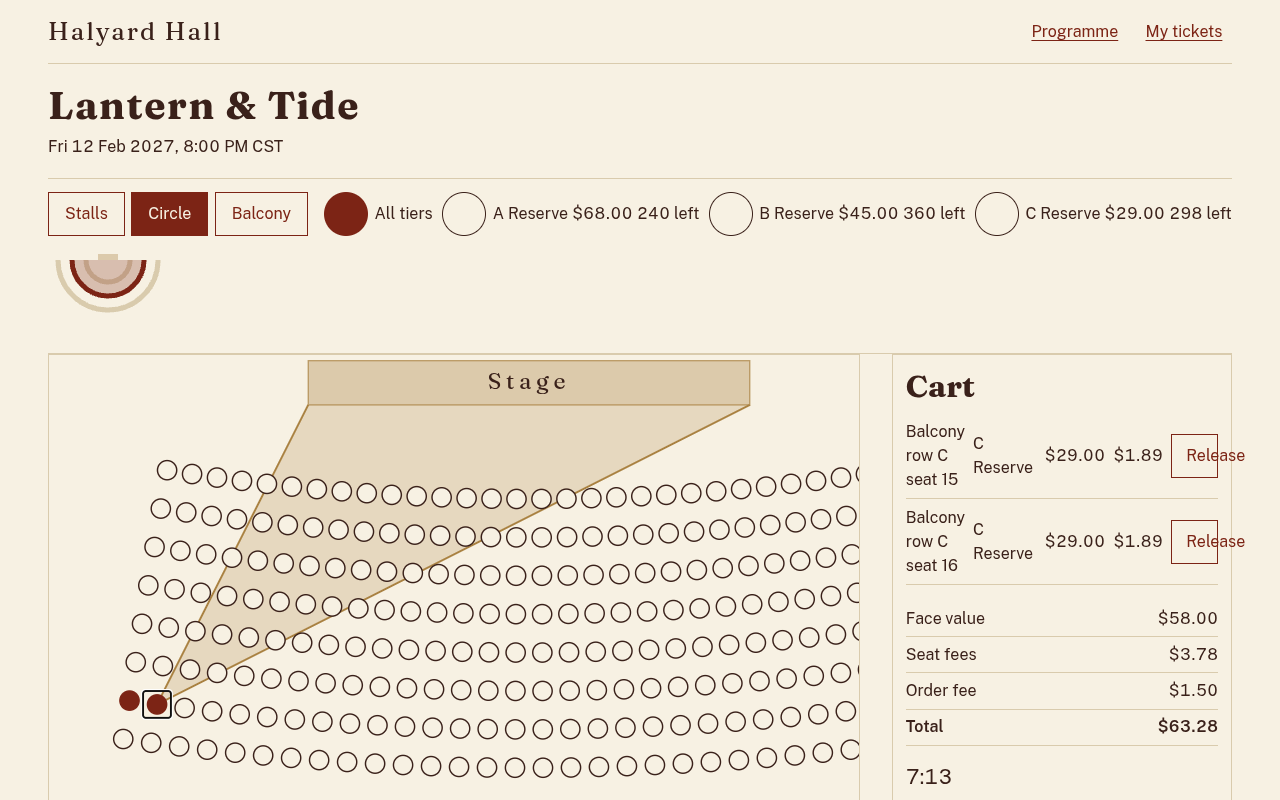 Halyard Hall
Programme My tickets
Lantern & Tide
Fri 12 Feb 2027, 8:00 PM CST
Stalls Circle Balcony All tiers A Reserve $68.00 240 left B Reserve $45.00 360 left C Reserve $29.00 298 left
Stage
Cart
Balcony row C seat 15 C Reserve $29.00 $1.89 Release
Balcony row C seat 16 C Reserve $29.00 $1.89 Release
Face value $58.00
Seat fees $3.78
Order fee $1.50
Total $63.28
7:13